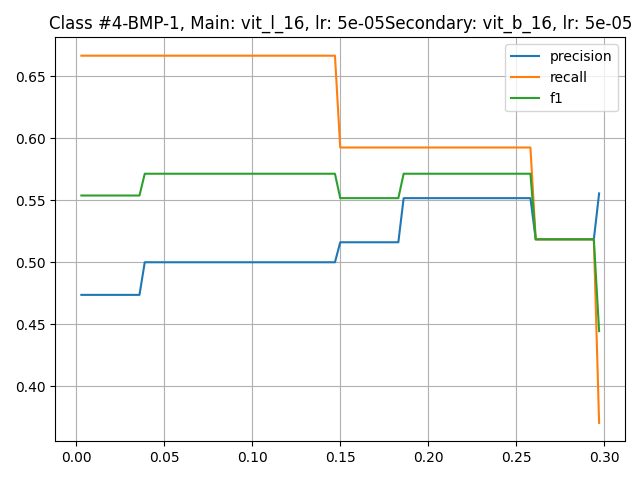 Class #4-BMP-1, Main: vit_l_16, lr: 5e-05Secondary: vit_b_16, lr: 5e-05
precision
recall
f1
0.65
0.60
0.55
0.50
0.45
0.40
0.00 0.05 0.10 0.15 0.20 0.25 0.30